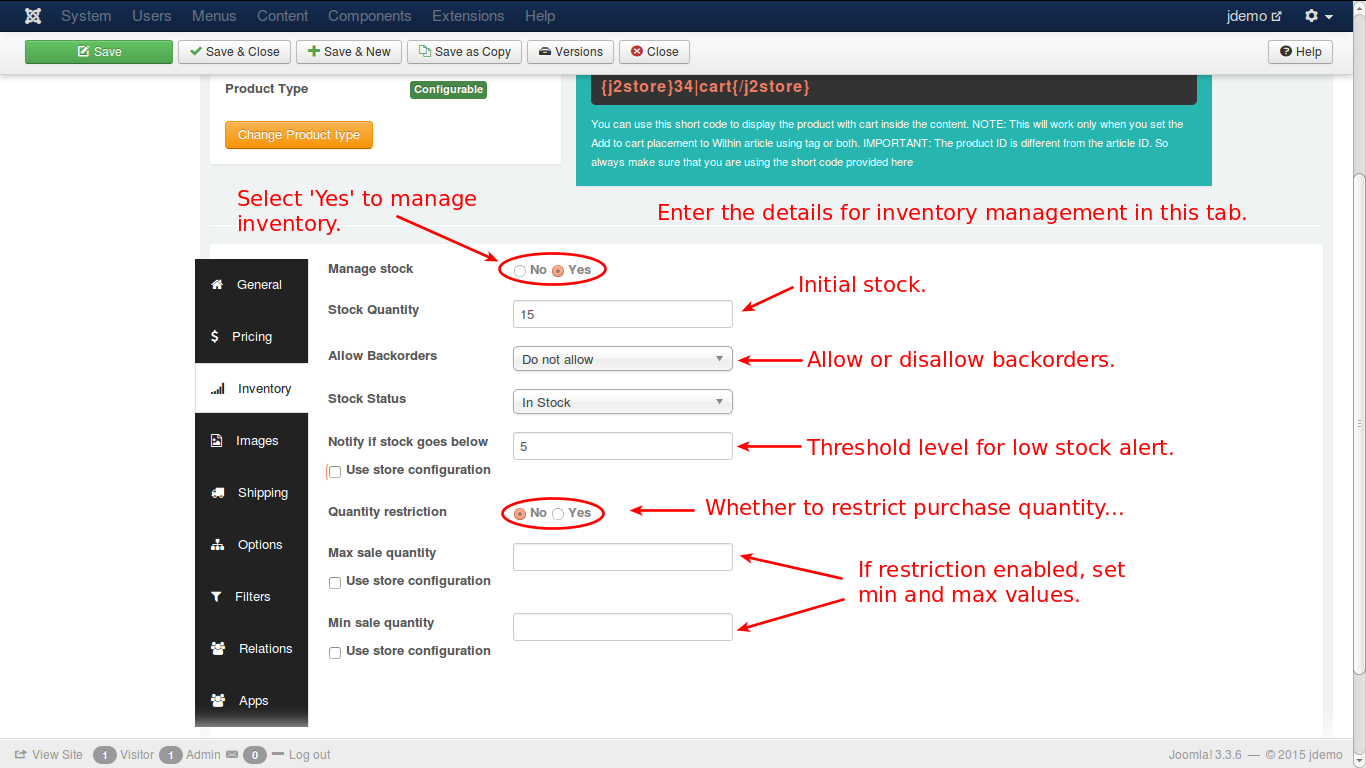 System Users Menus Content Components Extensions Help jdemo
Save Save & Close Save & New Save as Copy Versions Close Help
Product Type Configurable
Change Product type
{j2store}34|cart{/j2store}
You can use this short code to display the product with cart inside the content. NOTE: This will work only when you set the
Add to cart placement to Within article using tag or both. IMPORTANT: The product ID is different from the article ID. So
always make sure that you are using the short code provided here
Select 'Yes' to manage
inventory.
Enter the details for inventory management in this tab.
General
Pricing
Inventory
Images
Shipping
Options
Filters
Relations
Apps
Manage stock No Yes
Stock Quantity 15
Initial stock.
Allow Backorders Do not allow
Allow or disallow backorders.
Stock Status In Stock
Notify if stock goes below 5
Threshold level for low stock alert.
Use store configuration
Quantity restriction No Yes
Whether to restrict purchase quantity...
Max sale quantity
Use store configuration
If restriction enabled, set
min and max values.
Min sale quantity
Use store configuration
View Site 1 Visitor 1 Admin 0 Log out
Joomla! 3.3.6 — © 2015 jdemo